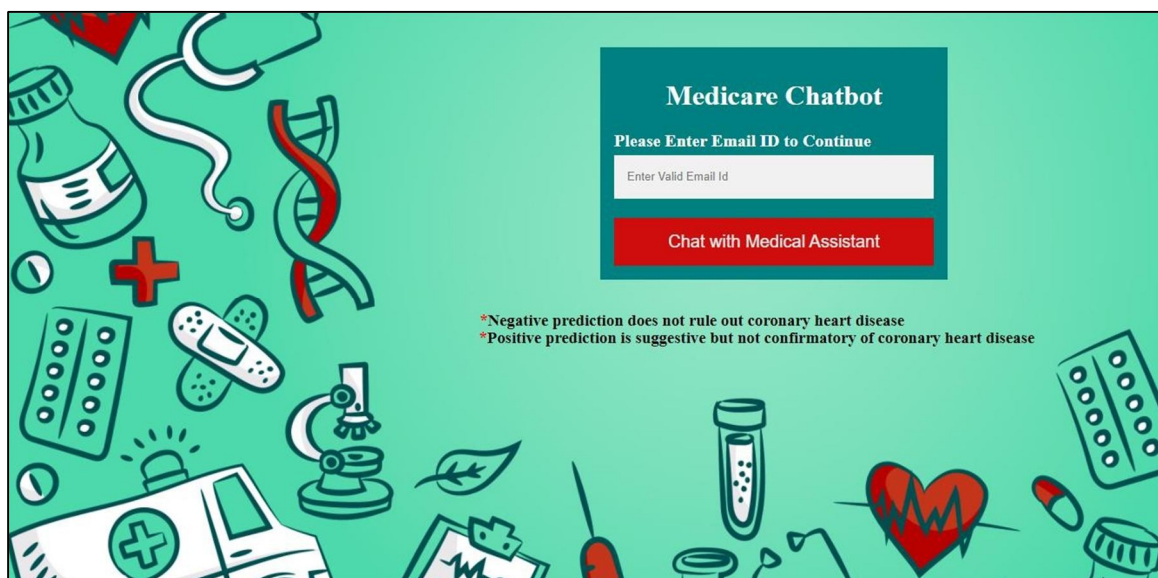 Medicare Chatbot
Please Enter Email ID to Continue
Enter Valid Email Id
Chat with Medical Assistant
*Negative prediction does not rule out coronary heart disease
*Positive prediction is suggestive but not confirmatory of coronary heart disease